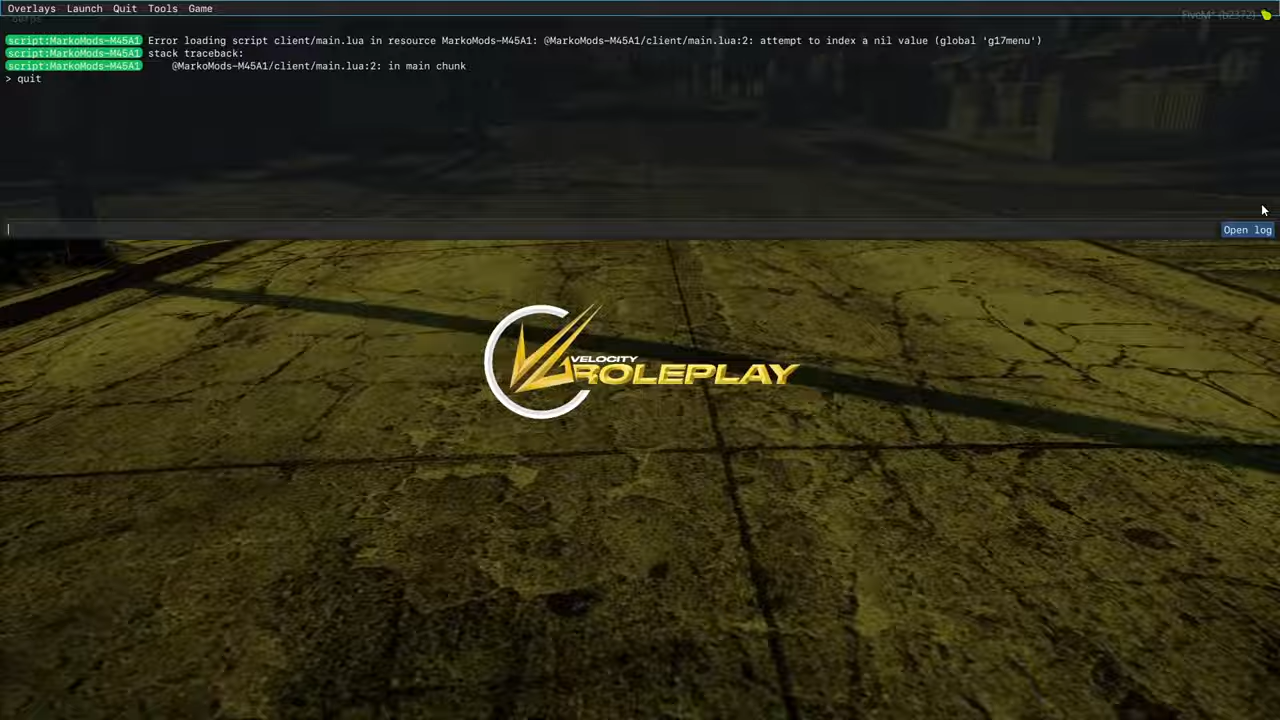 Overlays Launch Quit Tools Game
FiveM* (b2372)
script:MarkoMods-M45A1 Error loading script client/main.lua in resource MarkoMods-M45A1: @MarkoMods-M45A1/client/main.lua:2: attempt to index a nil value (global 'g17menu')
script:MarkoMods-M45A1 stack traceback:
script:MarkoMods-M45A1 @MarkoMods-M45A1/client/main.lua:2: in main chunk
> quit
Open log
VELOCITY
ROLEPLAY